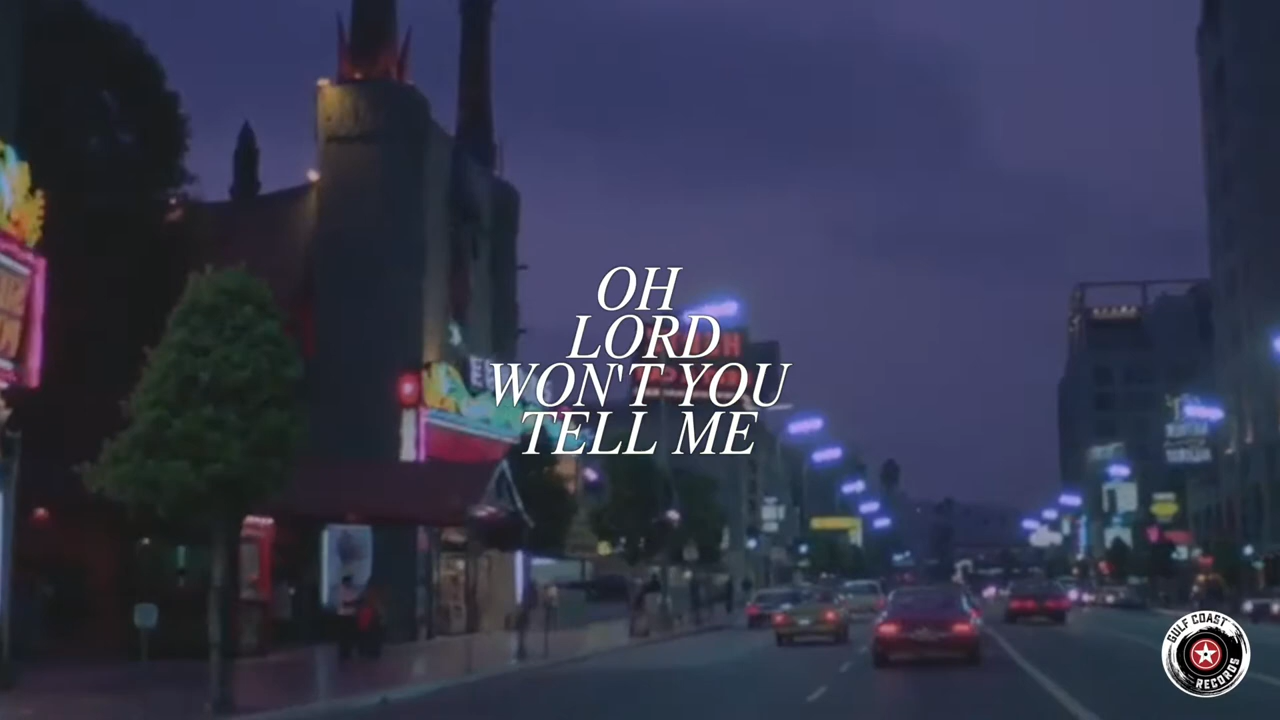 OH
LORD
WON'T YOU
TELL ME
GULF COAST
RECORDS